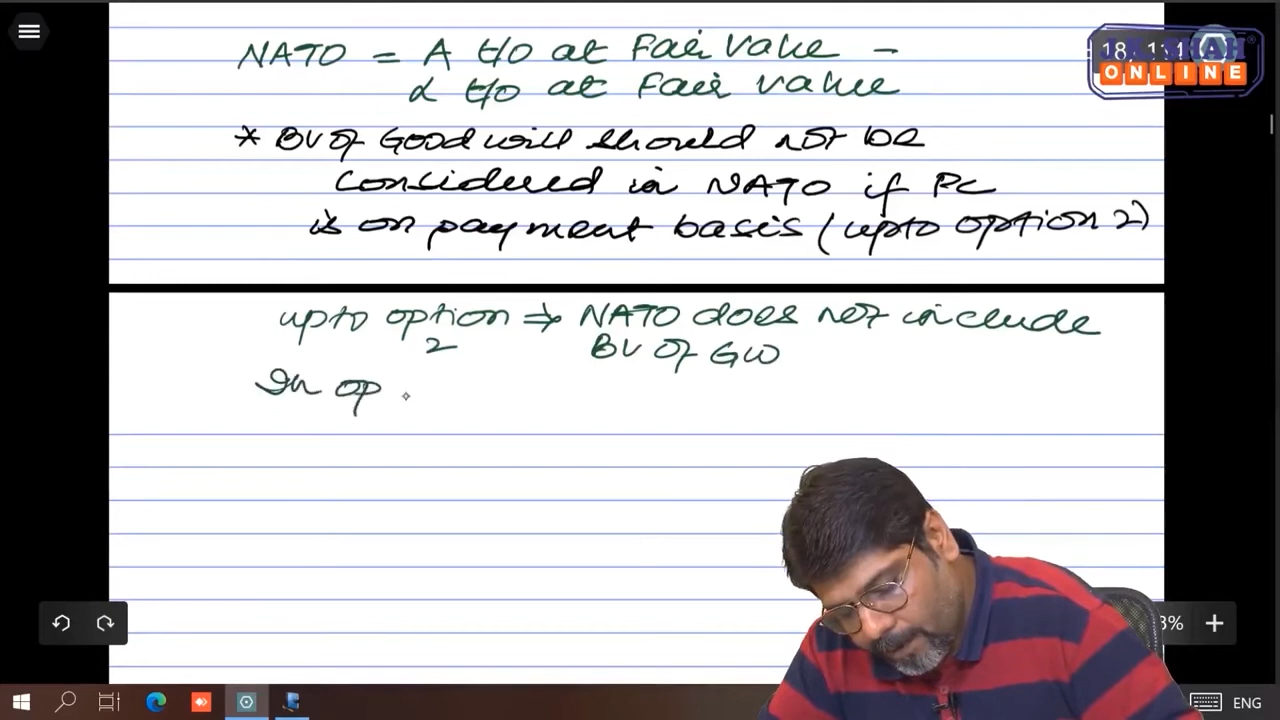 NATO = A t/o at Fair Value -
L t/o at Fair Value
* BV of Goodwill should not be
considered in NATO if PC
is on payment basis (upto option 2)
upto option ⇒ NATO does not include
2 BV of GW
In op
ONLINE
3%
ENG